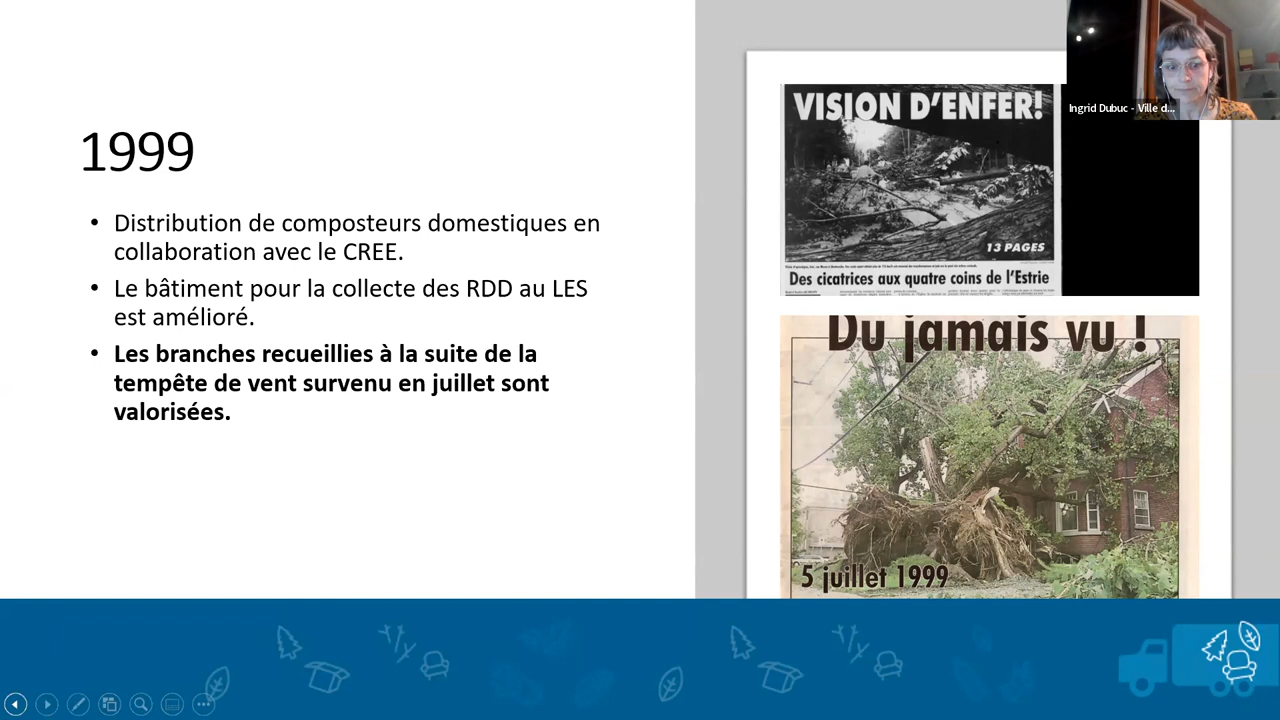 1999
• Distribution de composteurs domestiques en
collaboration avec le CREE.
• Le bâtiment pour la collecte des RDD au LES
est amélioré.
• Les branches recueillies à la suite de la
tempête de vent survenu en juillet sont
valorisées.
VISION D'ENFER!
13 PAGES
Des cicatrices aux quatre coins de l'Estrie
Du jamais vu !
5 juillet 1999
Ingrid Dubuc - Ville d...